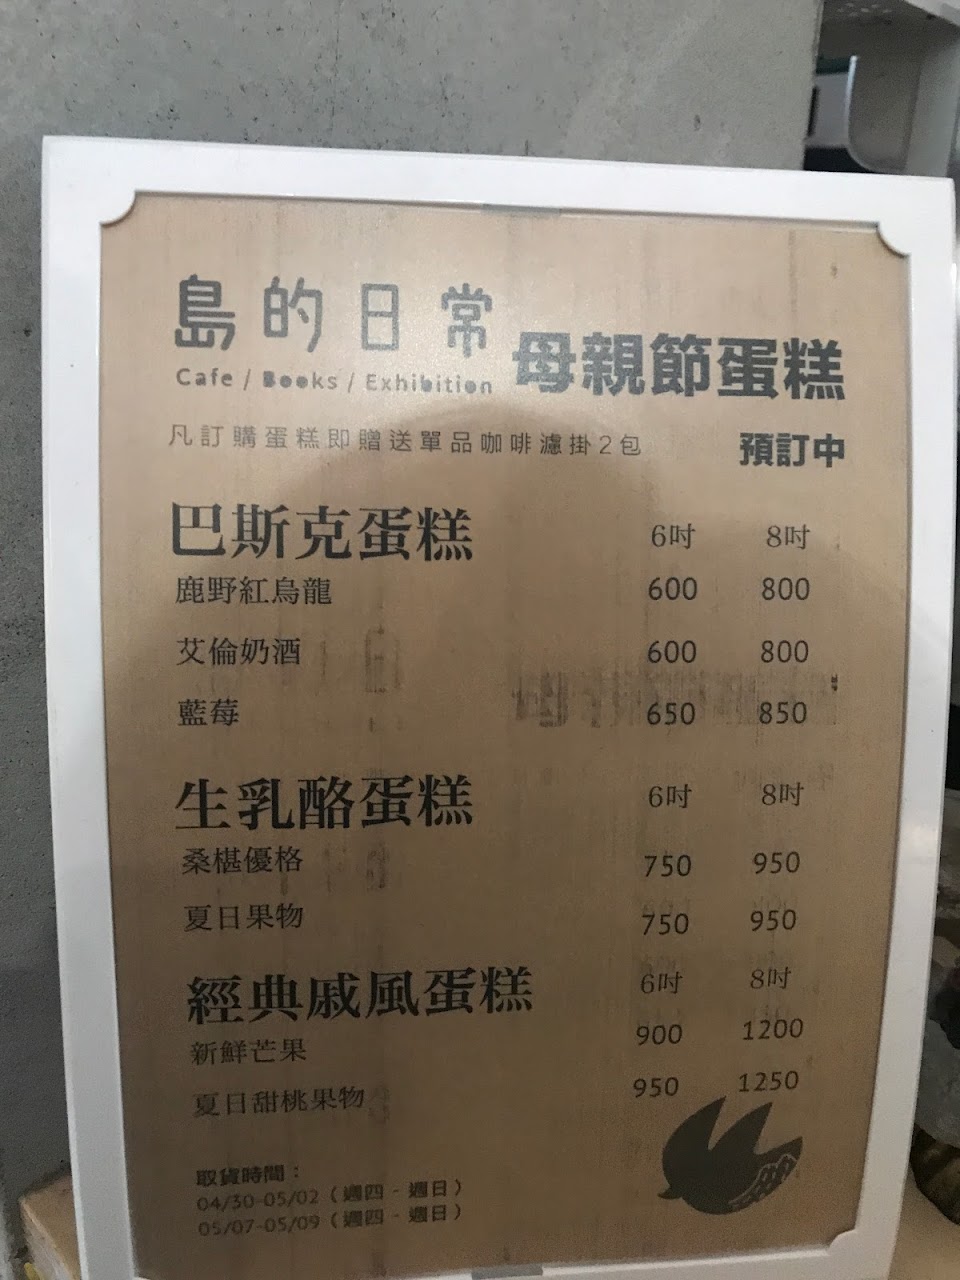 島的日常
Cafe / Books / Exhibition
母親節蛋糕
凡訂購蛋糕即贈送單品咖啡濾掛2包
預訂中
巴斯克蛋糕 6吋 8吋
鹿野紅烏龍 600 800
艾倫奶酒 600 800
藍莓 650 850
生乳酪蛋糕 6吋 8吋
桑椹優格 750 950
夏日果物 750 950
經典戚風蛋糕 6吋 8吋
新鮮芒果 900 1200
夏日甜桃果物 950 1250
取貨時間：
04/30-05/02（週四 - 週日）
05/07-05/09（週四 - 週日）